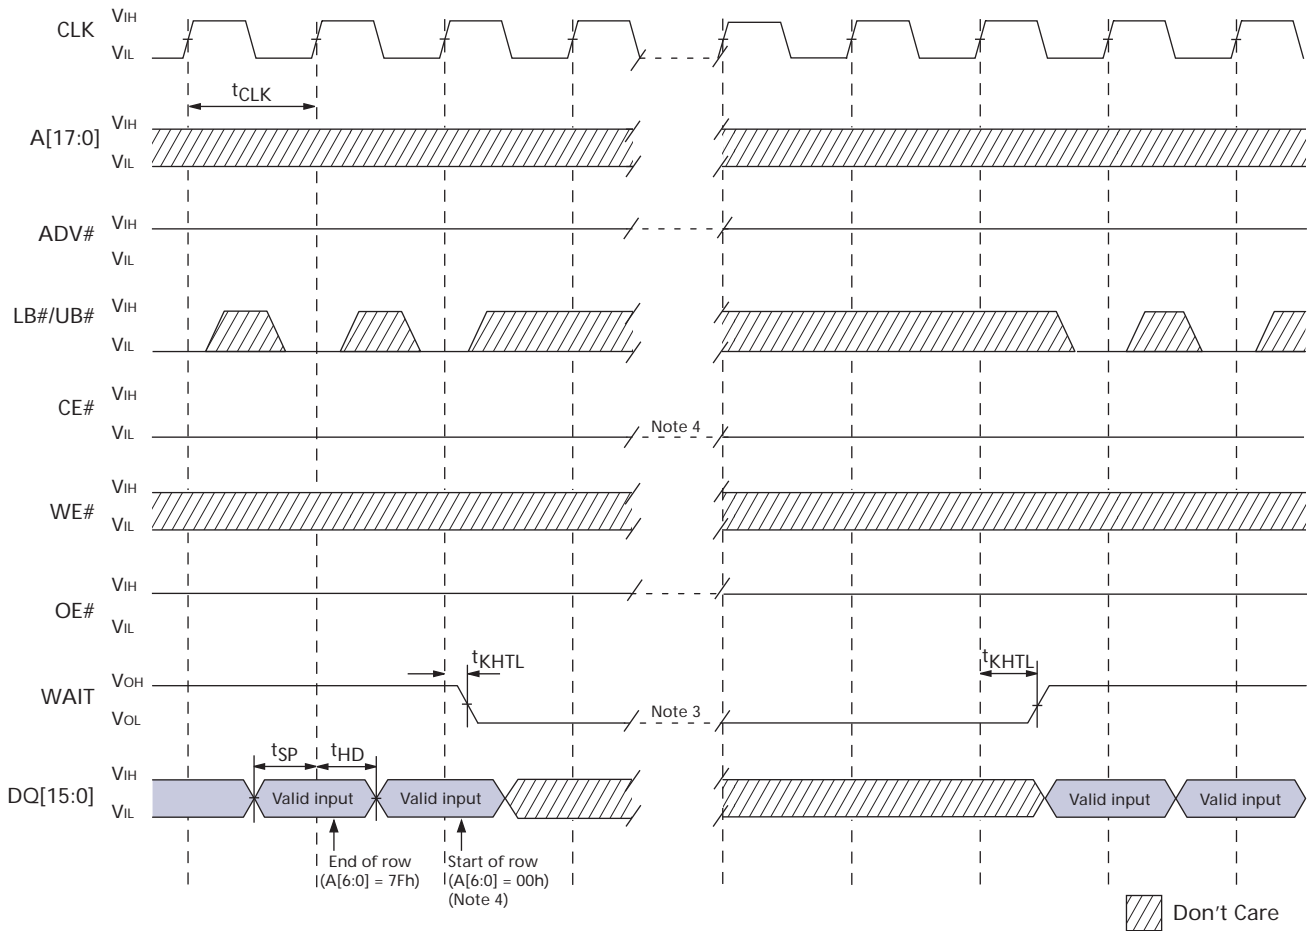 CLK VIH
VIL
tCLK
A[17:0] VIH
VIL
ADV# VIH
VIL
LB#/UB# VIH
VIL
CE# VIH
VIL
Note 4
WE# VIH
VIL
OE# VIH
VIL
tKHTL tKHTL
WAIT VOH
VOL
Note 3
tSP tHD
DQ[15:0] VIH
VIL
Valid input Valid input Valid input Valid input
End of row
(A[6:0] = 7Fh)
Start of row
(A[6:0] = 00h)
(Note 4)
Don't Care